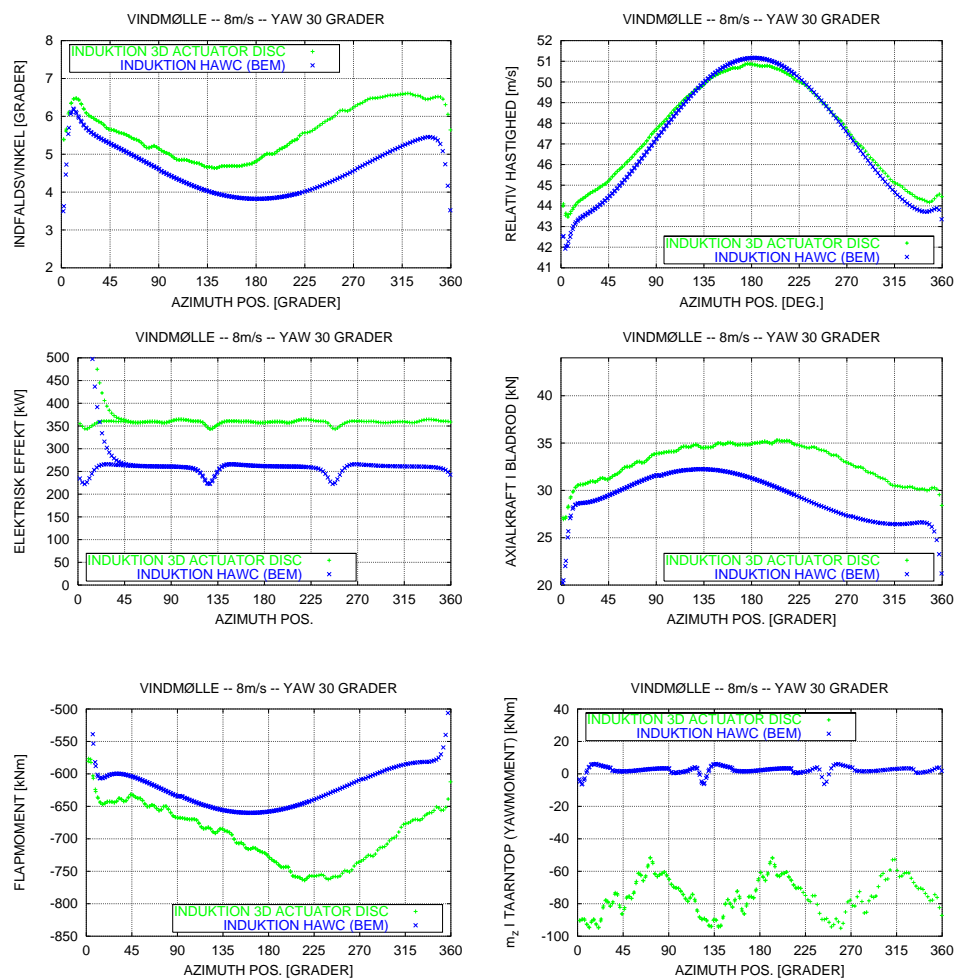 VINDMØLLE -- 8m/s -- YAW 30 GRADER
INDFALDSVINKEL [GRADER]
8
7
6
5
4
3
2
INDUKTION 3D ACTUATOR DISC
INDUKTION HAWC (BEM)
0 45 90 135 180 225 270 315 360
AZIMUTH POS. [GRADER]
VINDMØLLE -- 8m/s -- YAW 30 GRADER
RELATIV HASTIGHED [m/s]
52
51
50
49
48
47
46
45
44
43
42
41
INDUKTION 3D ACTUATOR DISC
INDUKTION HAWC (BEM)
0 45 90 135 180 225 270 315 360
AZIMUTH POS. [DEG.]
VINDMØLLE -- 8m/s -- YAW 30 GRADER
ELEKTRISK EFFEKT [kW]
500
450
400
350
300
250
200
150
100
50
0
INDUKTION 3D ACTUATOR DISC
INDUKTION HAWC (BEM)
0 45 90 135 180 225 270 315 360
AZIMUTH POS.
VINDMØLLE -- 8m/s -- YAW 30 GRADER
AXIALKRAFT I BLADROD [kN]
40
35
30
25
20
INDUKTION 3D ACTUATOR DISC
INDUKTION HAWC (BEM)
0 45 90 135 180 225 270 315 360
AZIMUTH POS. [GRADER]
VINDMØLLE -- 8m/s -- YAW 30 GRADER
FLAPMOMENT [kNm]
-500
-550
-600
-650
-700
-750
-800
-850
INDUKTION 3D ACTUATOR DISC
INDUKTION HAWC (BEM)
0 45 90 135 180 225 270 315 360
AZIMUTH POS. [GRADER]
VINDMØLLE -- 8m/s -- YAW 30 GRADER
mz I TAARNTOP (YAWMOMENT) [kNm]
40
20
0
-20
-40
-60
-80
-100
INDUKTION 3D ACTUATOR DISC
INDUKTION HAWC (BEM)
0 45 90 135 180 225 270 315 360
AZIMUTH POS. [GRADER]